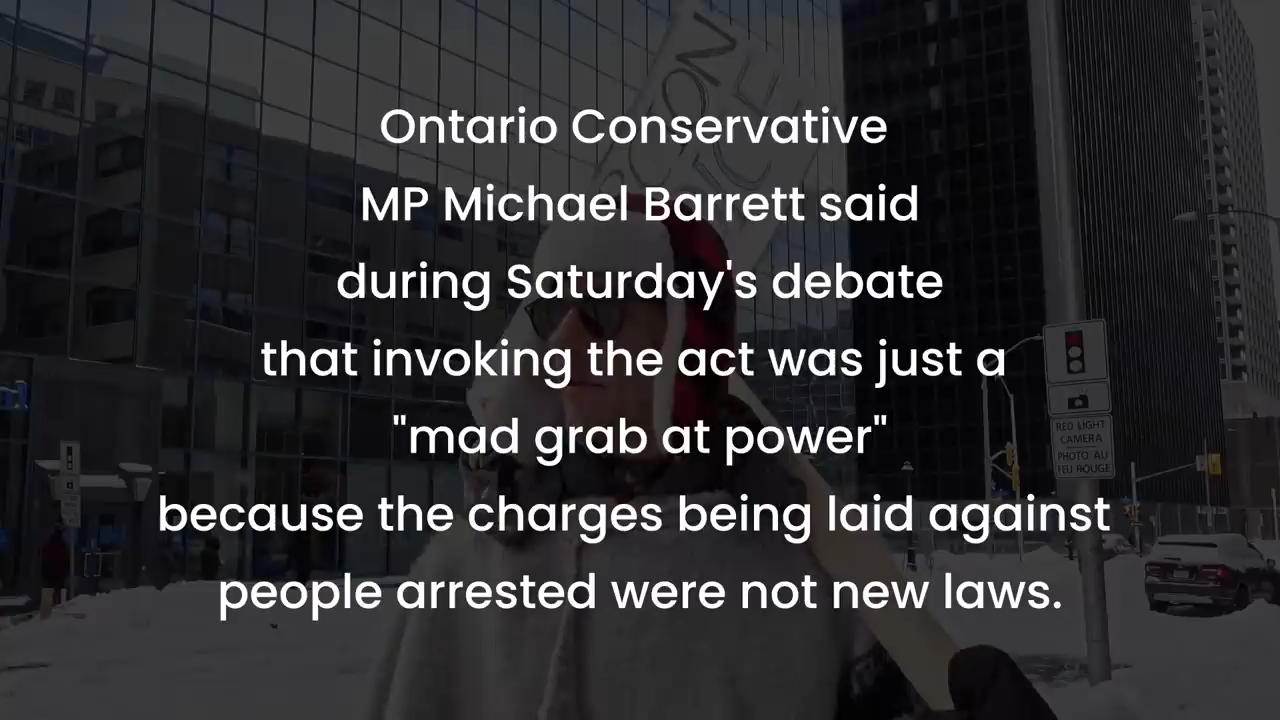 Ontario Conservative
MP Michael Barrett said
during Saturday's debate
that invoking the act was just a
"mad grab at power"
because the charges being laid against
people arrested were not new laws.
RED LIGHT
CAMERA
PHOTO AU
FEU ROUGE